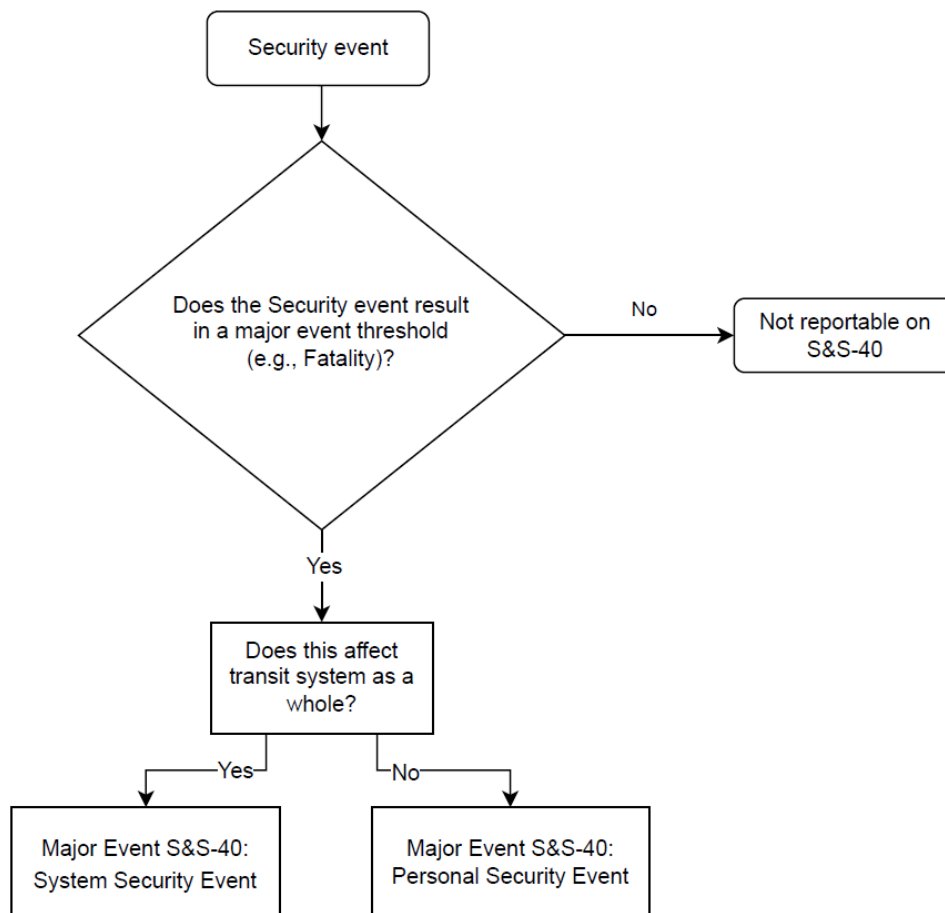 Security event
Does the Security event result
in a major event threshold
(e.g., Fatality)?
No
Not reportable on
S&S-40
Yes
Does this affect
transit system as a
whole?
Yes
No
Major Event S&S-40:
System Security Event
Major Event S&S-40:
Personal Security Event